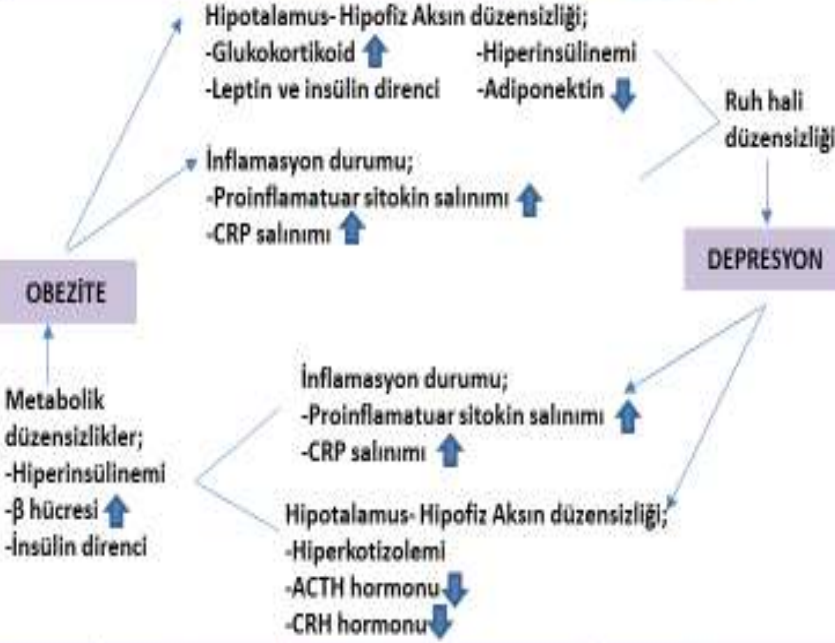 Hipotalamus- Hipofiz Aksın düzensizliği;
-Glukokortikoid
-Hiperinsülinemi
-Leptin ve insülin direnci
-Adiponektin
Ruh hali
düzensizliği
İnflamasyon durumu;
-Proinflamatuar sitokin salınımı
-CRP salınımı
OBEZİTE
DEPRESYON
Metabolik
düzensizlikler;
-Hiperinsülinemi
-β hücresi
-İnsülin direnci
İnflamasyon durumu;
-Proinflamatuar sitokin salınımı
-CRP salınımı
Hipotalamus- Hipofiz Aksın düzensizliği;
-Hiperkotizolemi
-ACTH hormonu
-CRH hormonu